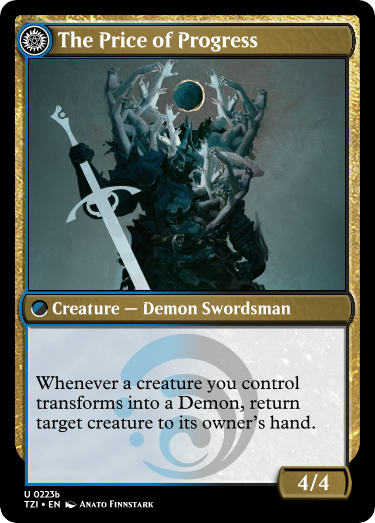 The Price of Progress
Creature — Demon Swordsman
Whenever a creature you control
transforms into a Demon, return
target creature to its owner's hand.
4/4
U 0223b
TZI • EN Anato Finnstark